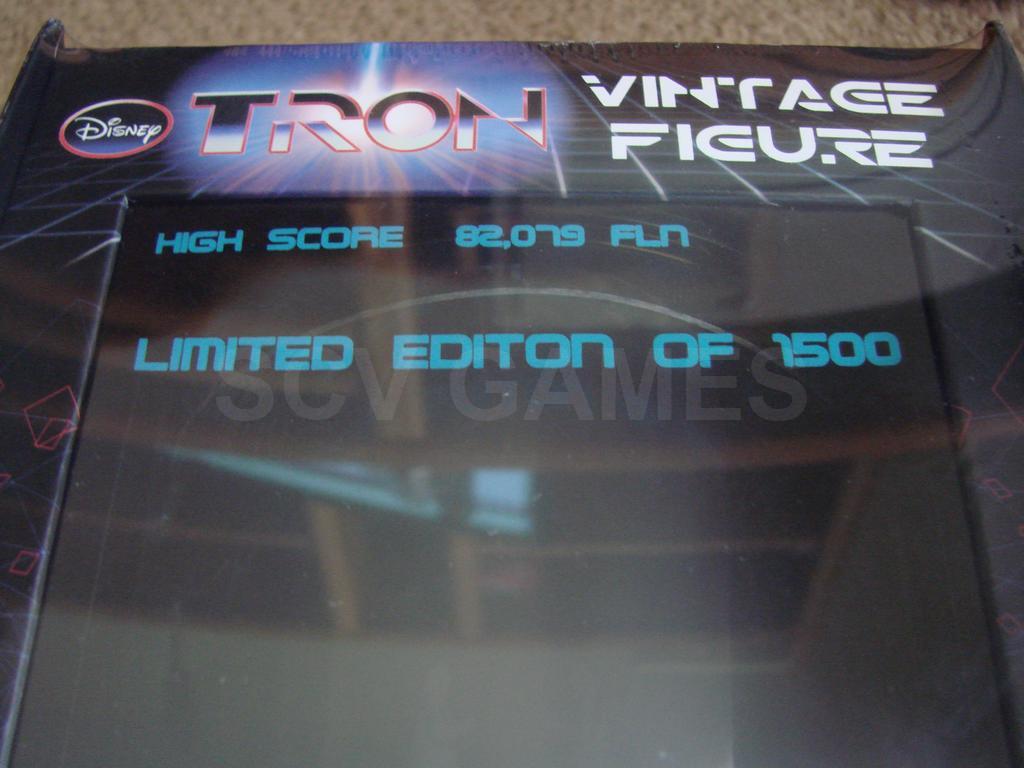 Disney TRON VINTAGE
FIGURE
HIGH SCORE 82,079 FLN
LIMITED EDITON OF 1500
SCV GAMES